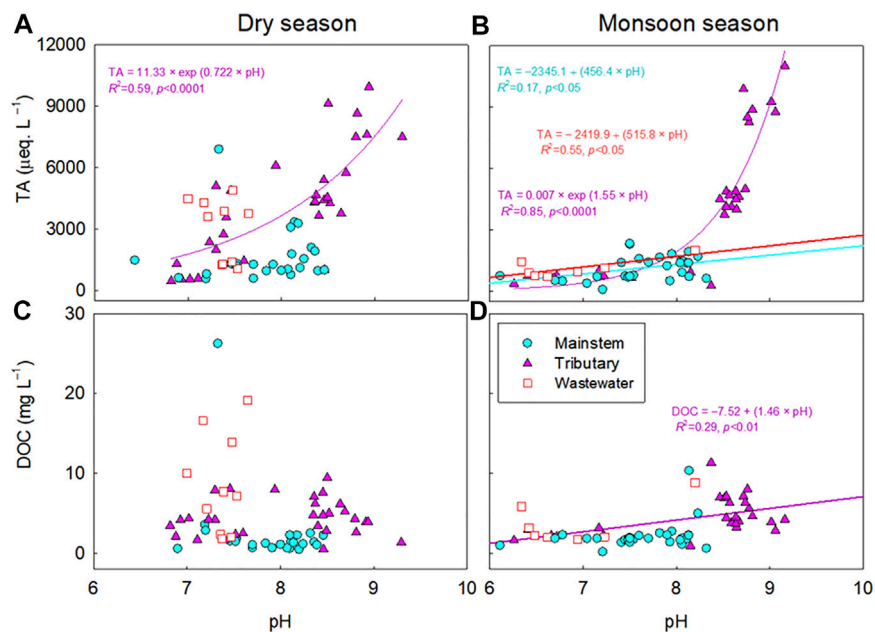 A
Dry season
B
Monsoon season
12000
9000
6000
3000
0
TA (µeq. L⁻¹)
TA = 11.33 × exp (0.722 × pH)
R²=0.59, p<0.0001
TA = −2345.1 + (456.4 × pH)
R²=0.17, p<0.05
TA = − 2419.9 + (515.8 × pH)
R²=0.55, p<0.05
TA = 0.007 × exp (1.55 × pH)
R²=0.85, p<0.0001
C
D
30
20
10
0
DOC (mg L⁻¹)
Mainstem
Tributary
Wastewater
DOC = −7.52 + (1.46 × pH)
R²=0.29, p<0.01
6 7 8 9 10
6 7 8 9 10
pH
pH